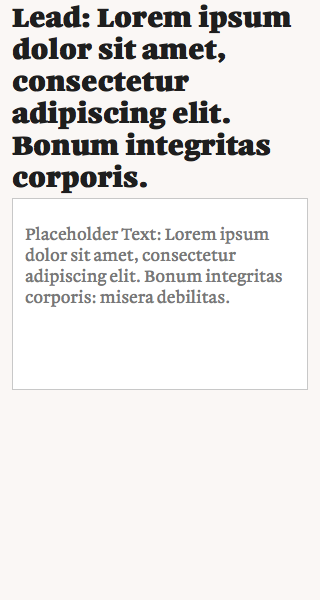 Lead: Lorem ipsum
dolor sit amet,
consectetur
adipiscing elit.
Bonum integritas
corporis.
Placeholder Text: Lorem ipsum
dolor sit amet, consectetur
adipiscing elit. Bonum integritas
corporis: misera debilitas.